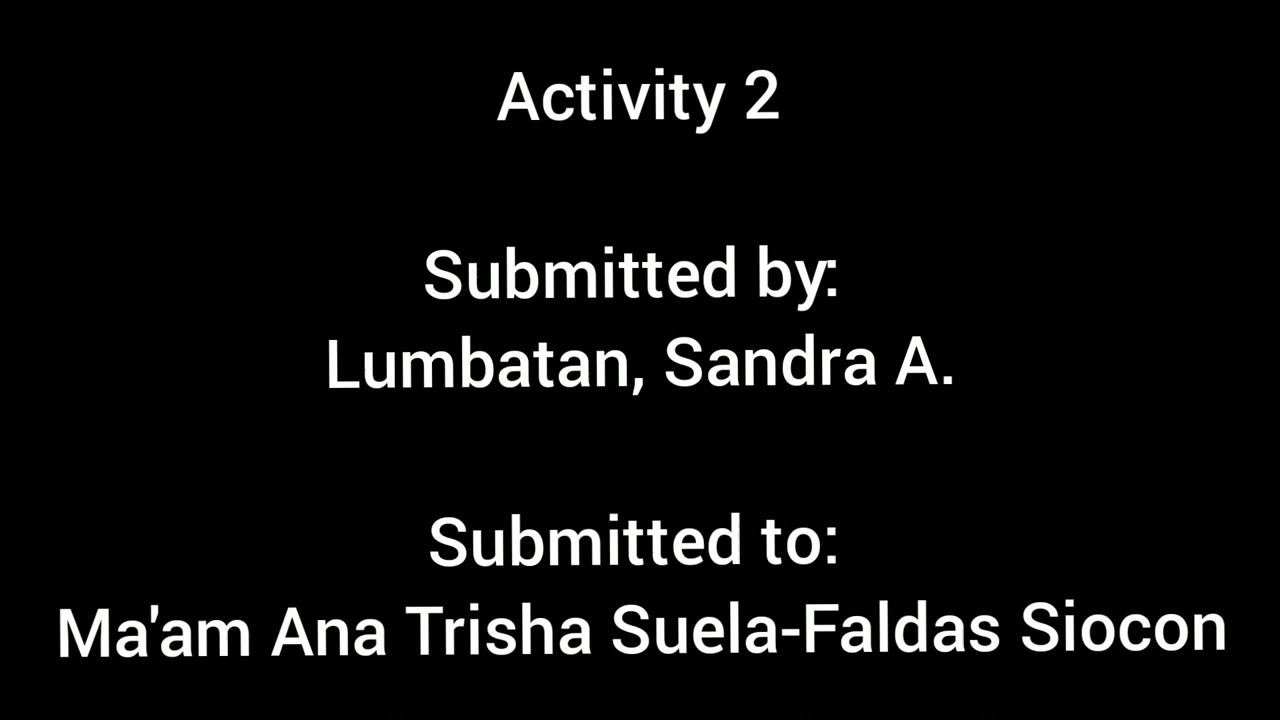 Activity 2
Submitted by:
Lumbatan, Sandra A.
Submitted to:
Ma'am Ana Trisha Suela-Faldas Siocon